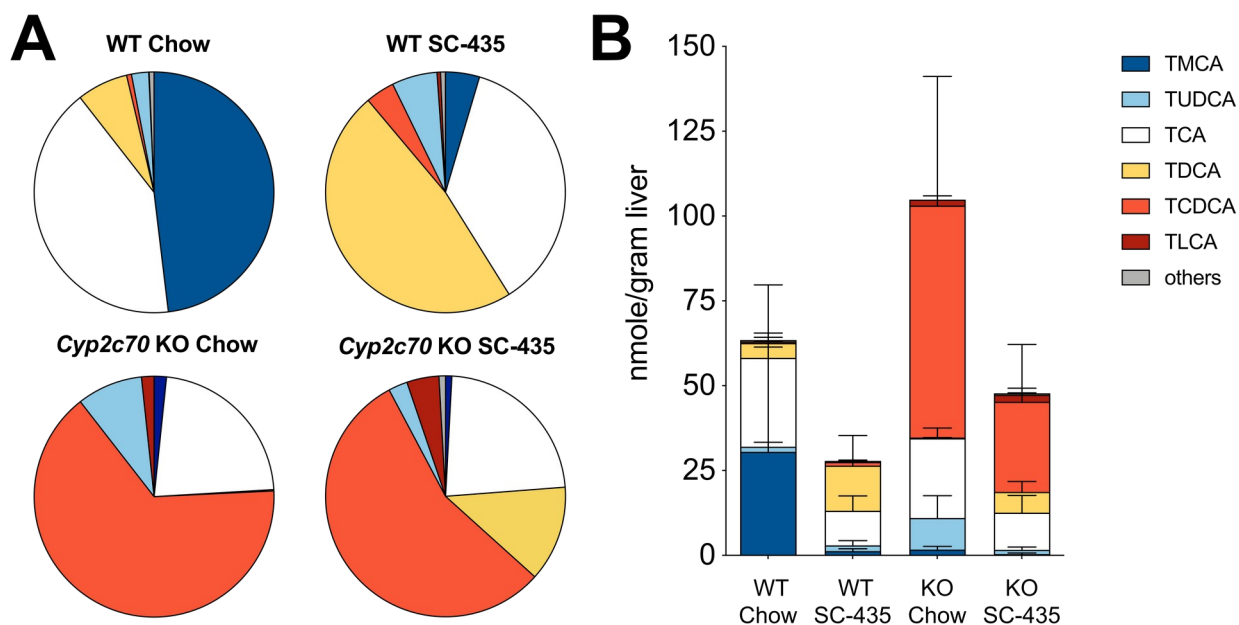 A
WT Chow
WT SC-435
Cyp2c70 KO Chow
Cyp2c70 KO SC-435
B
nmole/gram liver
150
125
100
75
50
25
0
WT
Chow
WT
SC-435
KO
Chow
KO
SC-435
TMCA
TUDCA
TCA
TDCA
TCDCA
TLCA
others